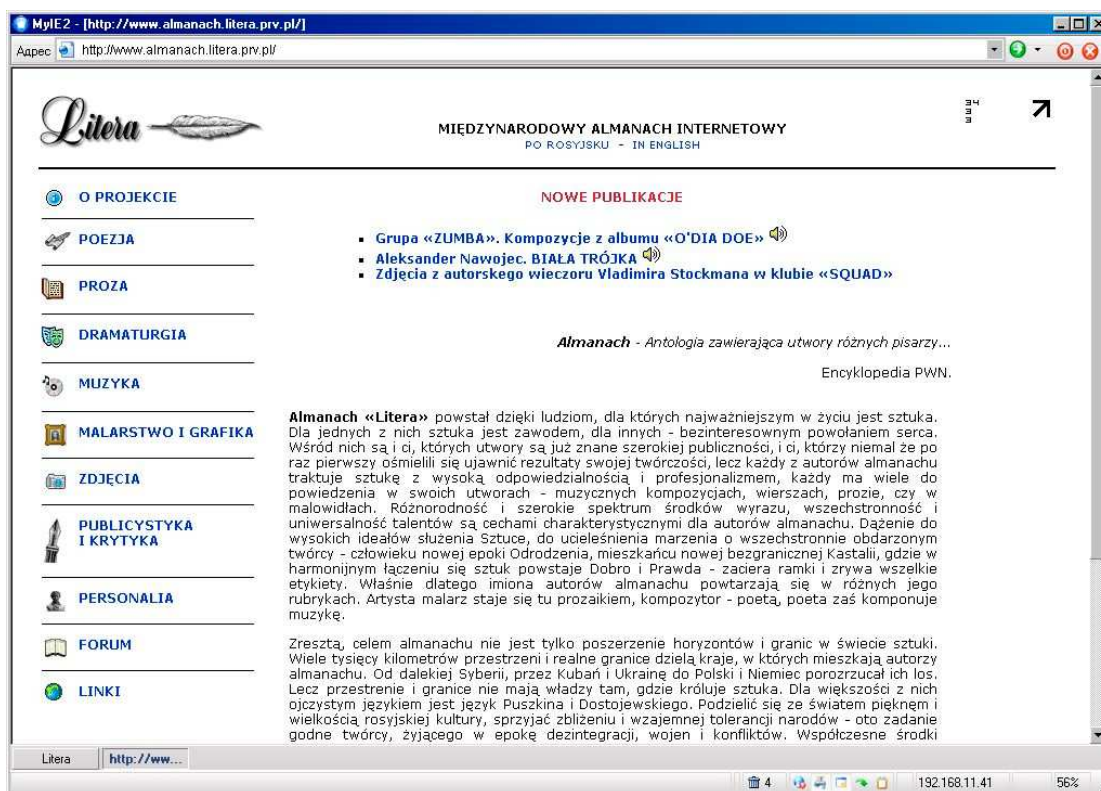 MyIE2 - [http://www.almanach.litera.prv.pl/]
Адрес http://www.almanach.litera.prv.pl/
Litera
MIĘDZYNARODOWY ALMANACH INTERNETOWY
PO ROSYJSKU - IN ENGLISH
34
3
3
O PROJEKCIE
POEZJA
PROZA
DRAMATURGIA
MUZYKA
MALARSTWO I GRAFIKA
ZDJĘCIA
PUBLICYSTYKA
I KRYTYKA
PERSONALIA
FORUM
LINKI
NOWE PUBLIKACJE
Grupa «ZUMBA». Kompozycje z albumu «O'DIA DOE»
Aleksander Nawojec. BIAŁA TRÓJKA
Zdjęcia z autorskego wieczoru Vladimira Stockmana w klubie «SQUAD»
Almanach - Antologia zawierająca utwory różnych pisarzy...
Encyklopedia PWN.
Almanach «Litera» powstał dzięki ludziom, dla których najważniejszym w życiu jest sztuka.
Dla jednych z nich sztuka jest zawodem, dla innych - bezinteresownym powołaniem serca.
Wśród nich są i ci, których utwory są już znane szerokiej publiczności, i ci, którzy niemal że po
raz pierwszy ośmielili się ujawnić rezultaty swojej twórczości, lecz każdy z autorów almanachu
traktuje sztukę z wysoką odpowiedzialnością i profesjonalizmem, każdy ma wiele do
powiedzenia w swoich utworach - muzycznych kompozycjach, wierszach, prozie, czy w
malowidłach. Różnorodność i szerokie spektrum środków wyrazu, wszechstronność i
uniwersalność talentów są cechami charakterystycznymi dla autorów almanachu. Dążenie do
wysokich ideałów służenia Sztuce, do ucieleśnienia marzenia o wszechstronnie obdarzonym
twórcy - człowieku nowej epoki Odrodzenia, mieszkańcu nowej bezgranicznej Kastalii, gdzie w
harmonijnym łączeniu się sztuk powstaje Dobro i Prawda - zaciera ramki i zrywa wszelkie
etykiety. Właśnie dlatego imiona autorów almanachu powtarzają się w różnych jego
rubrykach. Artysta malarz staje się tu prozaikiem, kompozytor - poetą, poeta zaś komponuje
muzykę.
Zresztą, celem almanachu nie jest tylko poszerzenie horyzontów i granic w świecie sztuki.
Wiele tysięcy kilometrów przestrzeni i realne granice dzielą kraje, w których mieszkają autorzy
almanachu. Od dalekiej Syberii, przez Kubań i Ukrainę do Polski i Niemiec porozrzucał ich los.
Lecz przestrenie i granice nie mają władzy tam, gdzie króluje sztuka. Dla większości z nich
ojczystym językiem jest język Puszkina i Dostojewskiego. Podzielić się ze światem pięknęm i
wielkością rosyjskiej kultury, sprzyjać zbliżeniu i wzajemnej tolerancji narodów - oto zadanie
godne twórcy, żyjącego w epokę dezintegracji, wojen i konfliktów. Współczesne środki
Litera http://ww...
4 192.168.11.41 56%